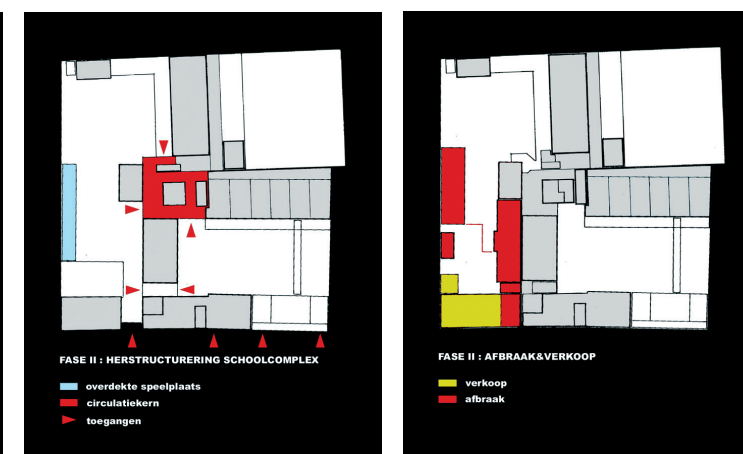 FASE II : HERSTRUCTURERING SCHOOLCOMPLEX
overdekte speelplaats
circulatiekern
toegangen
FASE II : AFBRAAK&VERKOOP
verkoop
afbraak